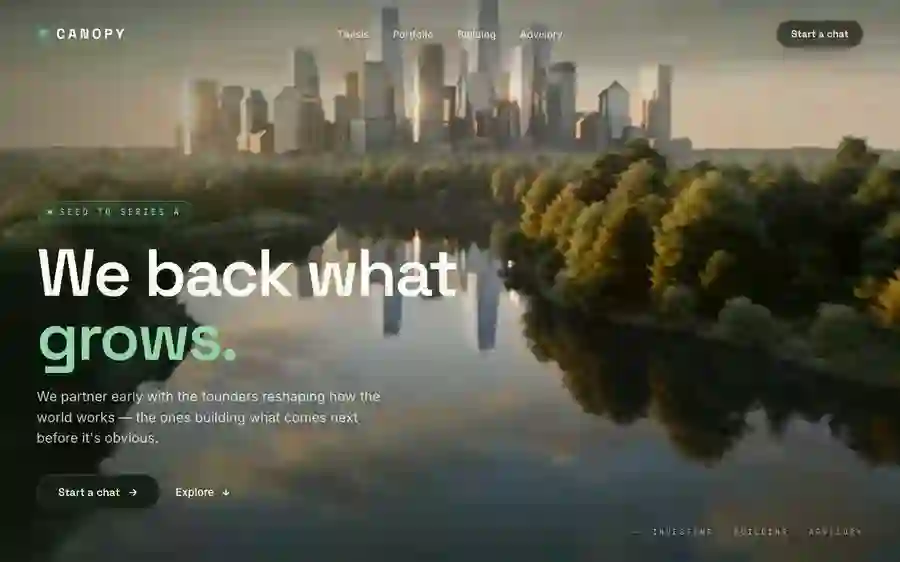 CANOPY
Thesis Portfolio Building Advisory
Start a chat
SEED TO SERIES A
We back what
grows.
We partner early with the founders reshaping how the
world works — the ones building what comes next
before it's obvious.
Start a chat →
Explore ↓
— INVESTING BUILDING ADVISORY